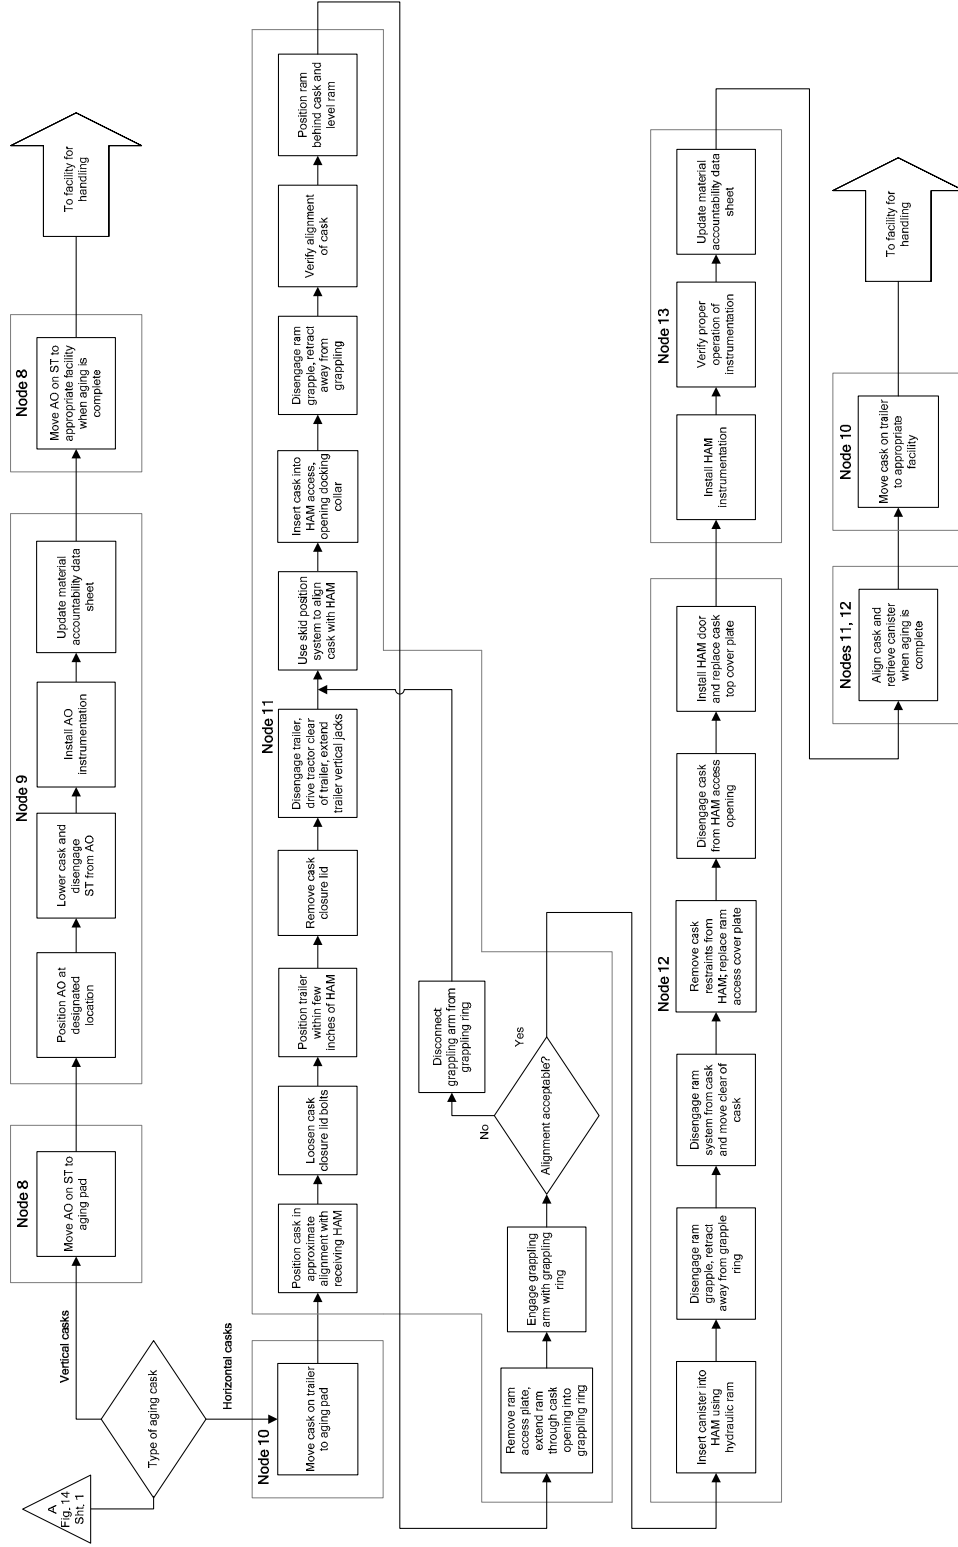 A
Fig. 14
Sht. 1
Type of aging cask
Vertical casks
Horizontal casks
Node 8
Move AO on ST to
aging pad
Node 9
Position AO at
designated
location
Lower cask and
disengage
ST from AO
Install AO
instrumentation
Update material
accountability data
sheet
Node 8
Move AO on ST to
appropriate facility
when aging is
complete
To facility for
handling
Node 10
Move cask on trailer
to aging pad
Node 11
Position cask in
approximate
alignment with
receiving HAM
Loosen cask
closure lid bolts
Position trailer
within few
inches of HAM
Remove cask
closure lid
Disengage trailer,
drive tractor clear
of trailer, extend
trailer vertical jacks
Use skid position
system to align
cask with HAM
Insert cask into
HAM access,
opening docking
collar
Disengage ram
grapple, retract
away from
grappling
Verify alignment
of cask
Position ram
behind cask and
level ram
Remove ram
access plate,
extend ram
through cask
opening into
grappling ring
Engage grappling
arm with grappling
ring
Alignment acceptable?
No
Yes
Disconnect
grappling arm from
grappling ring
Node 12
Insert canister into
HAM using
hydraulic ram
Disengage ram
grapple, retract
away from grapple
ring
Disengage ram
system from cask
and move clear of
cask
Remove cask
restraints from
HAM; replace ram
access cover plate
Disengage cask
from HAM access
opening
Install HAM door
and replace cask
top cover plate
Node 13
Install HAM
instrumentation
Verify proper
operation of
instrumentation
Update material
accountability data
sheet
Nodes 11, 12
Align cask and
retrieve canister
when aging is
complete
Node 10
Move cask on trailer
to appropriate
facility
To facility for
handling